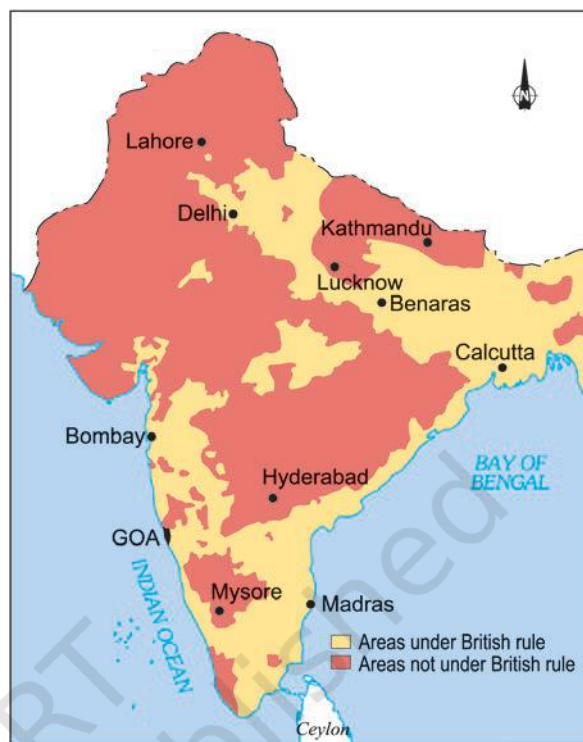 N
Lahore
Delhi
Kathmandu
Lucknow
Benaras
Calcutta
Bombay
Hyderabad
BAY OF
BENGAL
GOA
INDIAN OCEAN
Mysore
Madras
Areas under British rule
Areas not under British rule
Ceylon